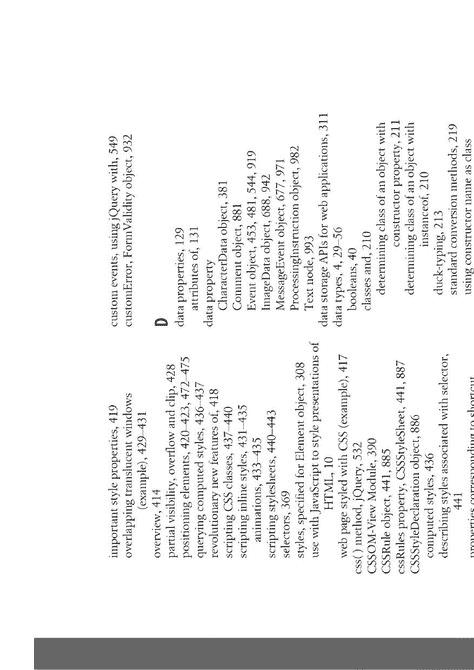 important style properties, 419
overlapping translucent windows
(example), 429–431
overview, 414
partial visibility, overflow and clip, 428
positioning elements, 420–423, 472–475
querying computed styles, 436–437
revolutionary new features of, 418
scripting CSS classes, 437–440
scripting inline styles, 431–435
animations, 433–435
scripting stylesheets, 440–443
selectors, 369
styles, specified for Element object, 308
use with JavaScript to style presentations of
HTML, 10
web page styled with CSS (example), 417
css( ) method, jQuery, 532
CSSOM-View Module, 390
CSSRule object, 441, 885
cssRules property, CSSStyleSheet, 441, 887
CSSStyleDeclaration object, 886
computed styles, 436
describing styles associated with selector,
441
properties corresponding to shortcut
custom events, using jQuery with, 549
customError, FormValidity object, 932
D
data properties, 129
attributes of, 131
data property
CharacterData object, 381
Comment object, 881
Event object, 453, 481, 544, 919
ImageData object, 688, 942
MessageEvent object, 677, 971
ProcessingInstruction object, 982
Text node, 993
data storage APIs for web applications, 311
data types, 4, 29–56
booleans, 40
classes and, 210
determining class of an object with
constructor property, 211
determining class of an object with
instanceof, 210
duck-typing, 213
standard conversion methods, 219
using constructor name as class